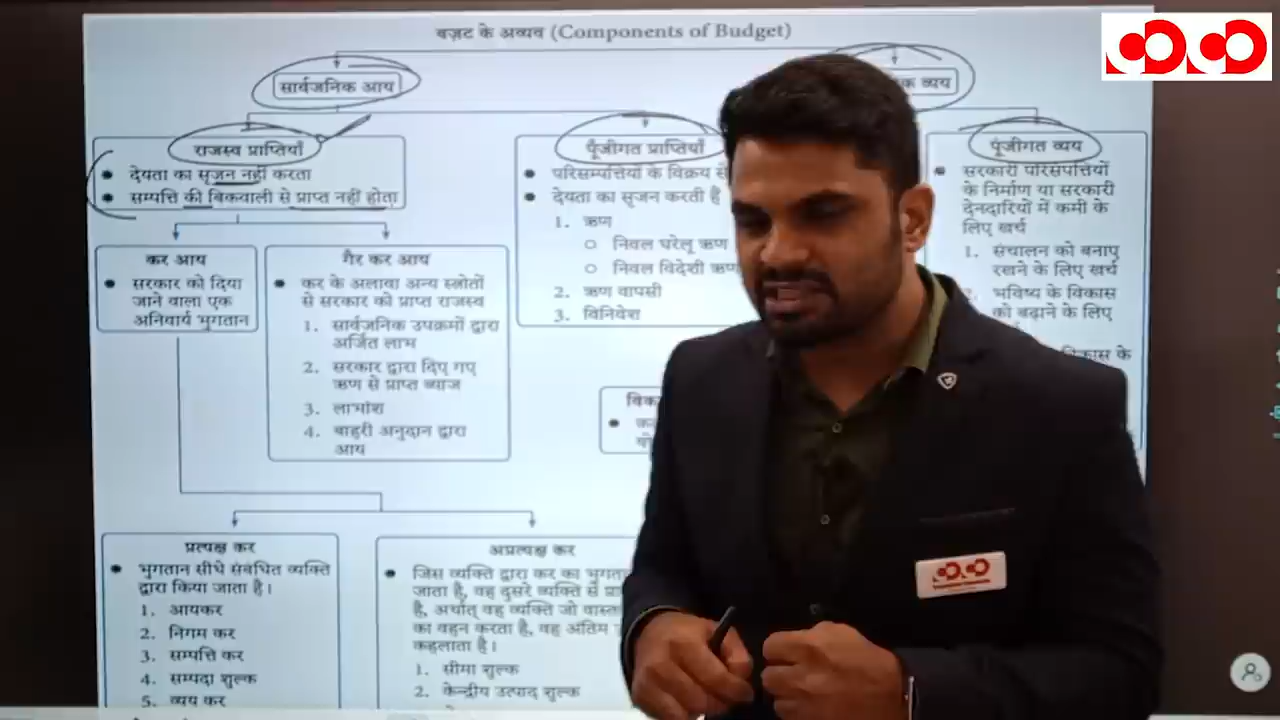 बज़ट के अव्यव (Components of Budget)
सार्वजनिक आय
व्यय
राजस्व प्राप्तियाँ
देयता का सृजन नहीं करता
सम्पत्ति की बिकवाली से प्राप्त नहीं होता
पूँजीगत प्राप्तियाँ
परिसम्पत्तियों के विक्रय
देयता का सृजन करती हैं
1. ऋण
निवल घरेलू ऋण
निवल विदेशी ऋण
2. ऋण वापसी
3. विनिवेश
पूंजीगत व्यय
सरकारी परिसंपत्तियों
के निर्माण या सरकारी
देनदारियों में कमी के
लिए खर्च
1. संचालन को बनाए
रखने के लिए खर्च
भविष्य के विकास
को बढ़ाने के लिए
के
कर आय
सरकार को दिया
जाने वाला एक
अनिवार्य भुगतान
गैर कर आय
कर के अलावा अन्य स्त्रोतों
से सरकार को प्राप्त राजस्व
1. सार्वजनिक उपक्रमों द्वारा
अर्जित लाभ
2. सरकार द्वारा दिए गए
ऋण से प्राप्त ब्याज
3. लाभांश
4. बाहरी अनुदान द्वारा
आय
प्रत्यक्ष कर
भुगतान सीधे संबंधित व्यक्ति
द्वारा किया जाता है।
1. आयकर
2. निगम कर
3. सम्पत्ति कर
4. सम्पदा शुल्क
5. व्यय कर
अप्रत्यक्ष कर
जिस व्यक्ति द्वारा कर का
जाता है, वह दुसरे व्यक्ति से
है, अर्थात् वह व्यक्ति जो
का वहन करता है, वह अंतिम
कहलाता है।
1. सीमा शुल्क
2. केन्द्रीय उत्पाद शुल्क